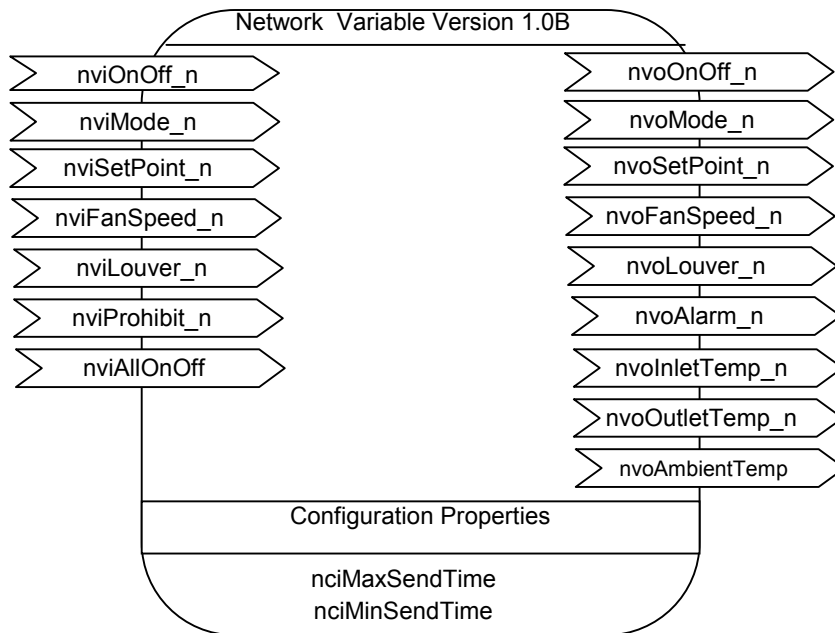 Network Variable Version 1.0B
nviOnOff_n
nviMode_n
nviSetPoint_n
nviFanSpeed_n
nviLouver_n
nviProhibit_n
nviAllOnOff
nvoOnOff_n
nvoMode_n
nvoSetPoint_n
nvoFanSpeed_n
nvoLouver_n
nvoAlarm_n
nvoInletTemp_n
nvoOutletTemp_n
nvoAmbientTemp
Configuration Properties
nciMaxSendTime
nciMinSendTime